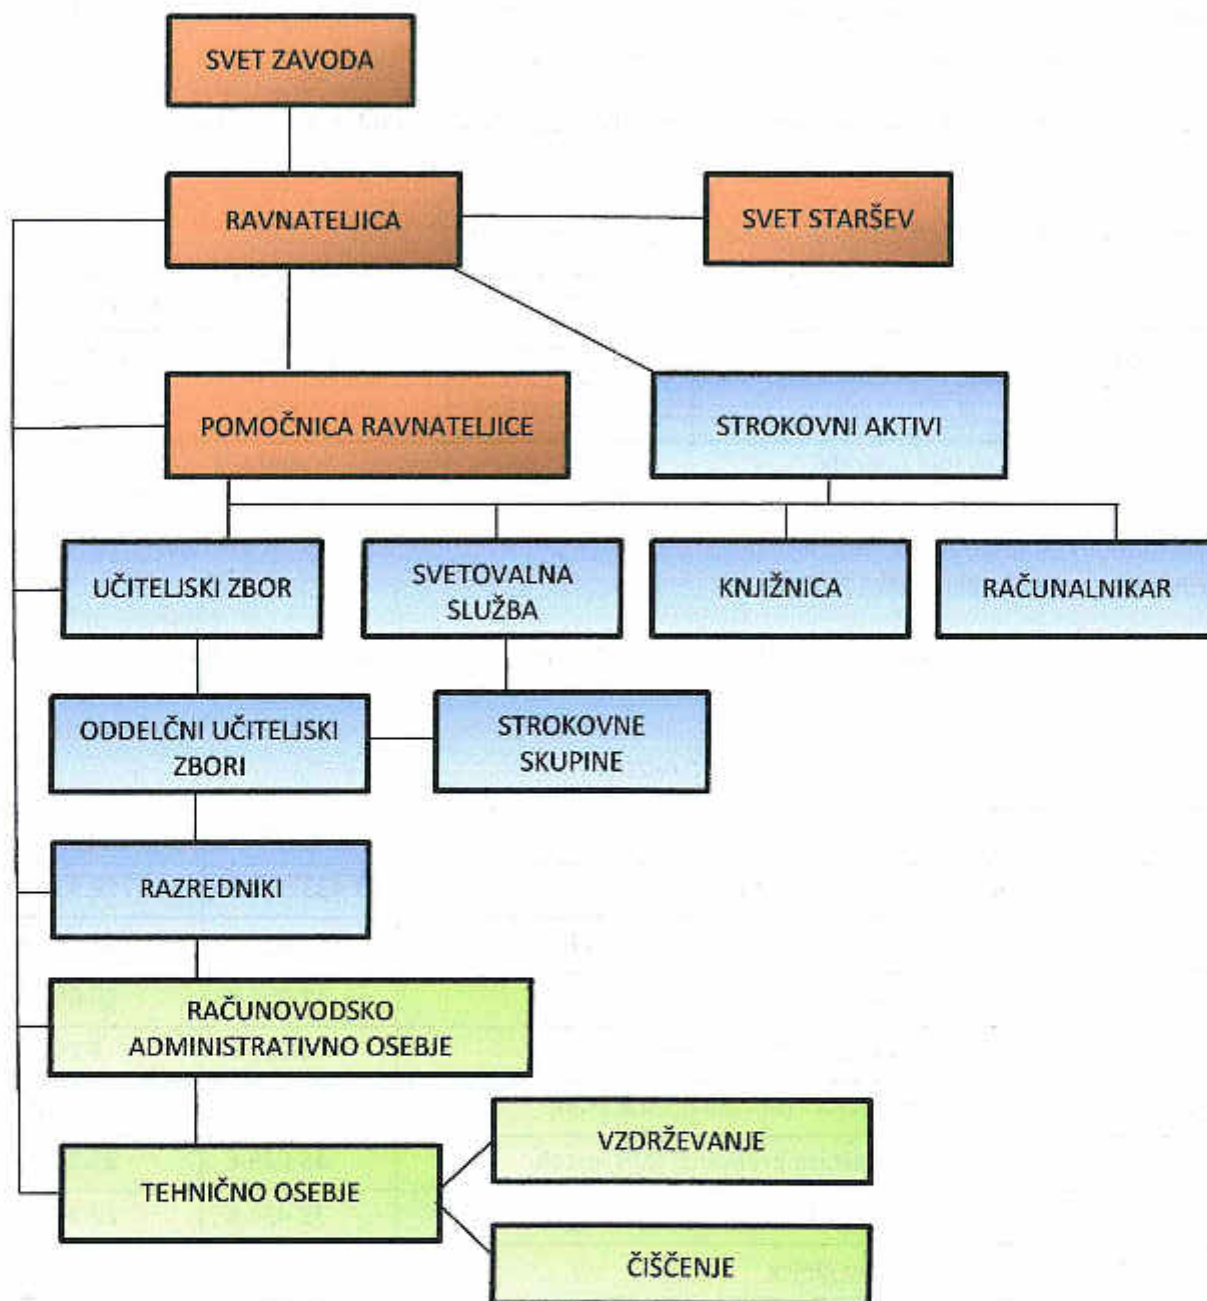 SVET ZAVODA
RAVNATELJICA
SVET STARŠEV
POMOČNICA RAVNATELJICE
STROKOVNI AKTIVI
UČITELJSKI ZBOR
SVETOVALNA
SLUŽBA
KNJIŽNICA
RAČUNALNIKAR
ODDELČNI UČITELJSKI
ZBORI
STROKOVNE
SKUPINE
RAZREDNIKI
RAČUNOVODSKO
ADMINISTRATIVNO OSEBJE
VZDRŽEVANJE
TEHNIČNO OSEBJE
ČIŠČENJE